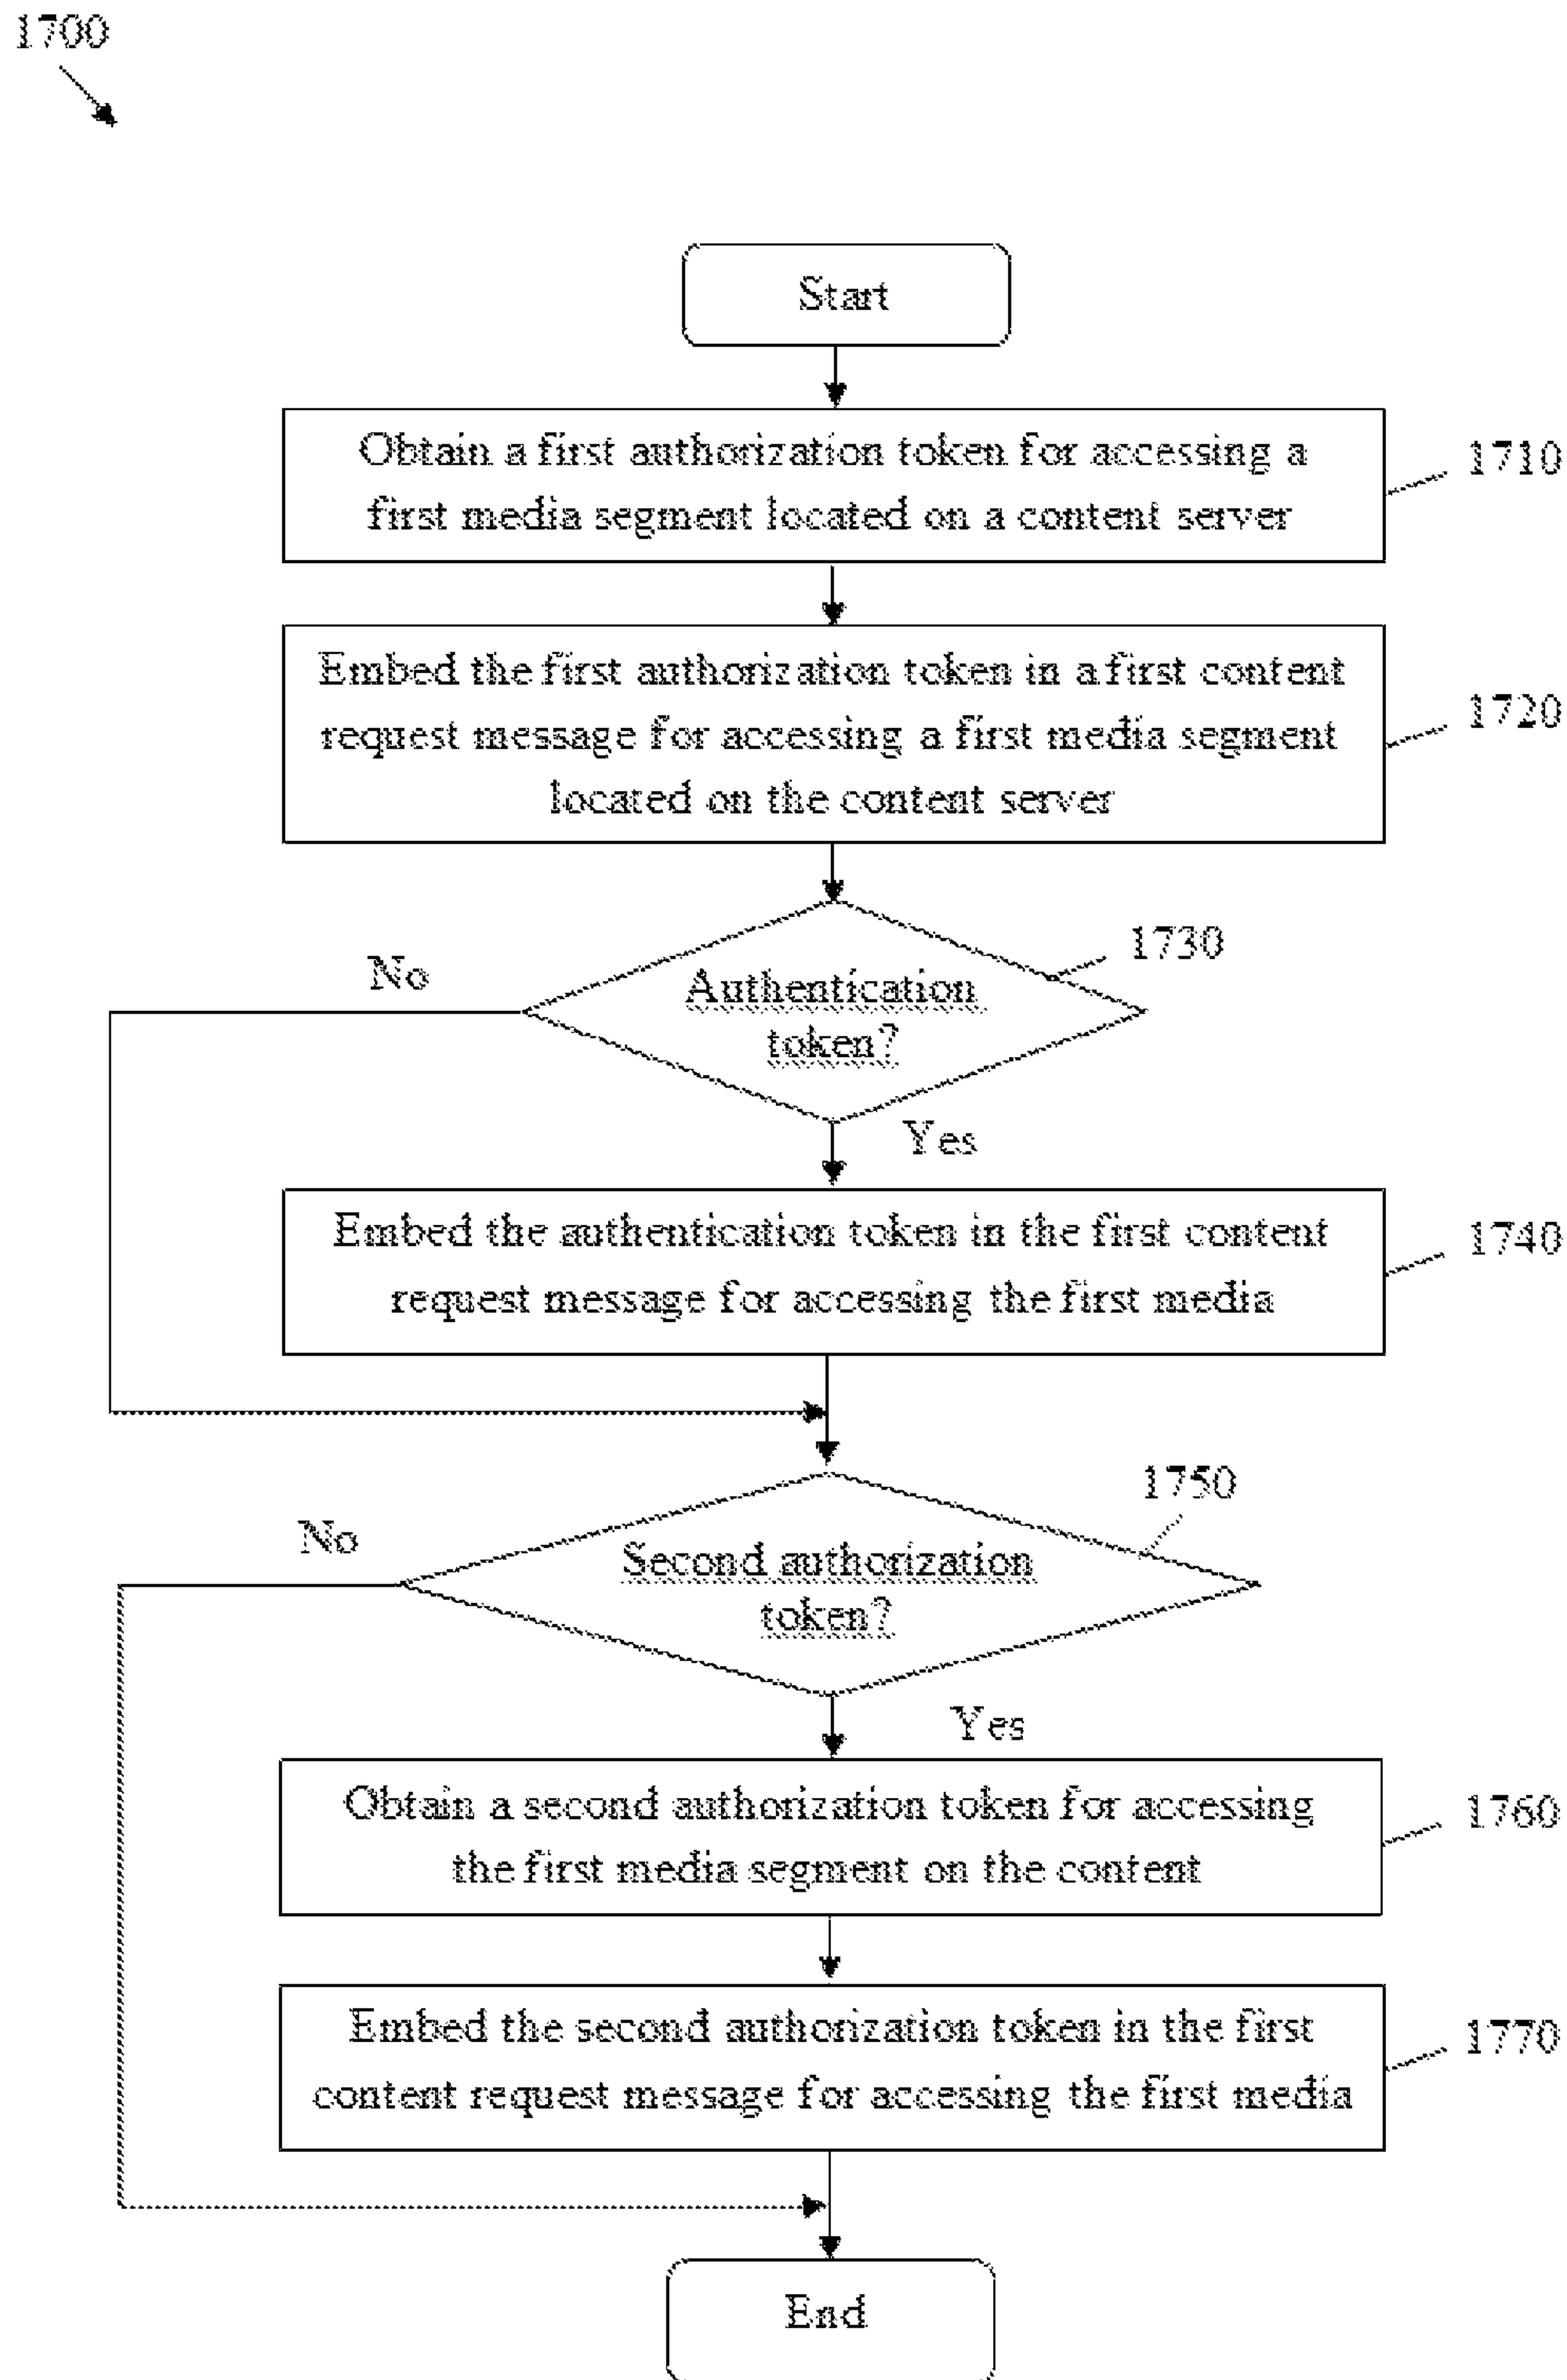 1700
Start
Obtain a first authorization token for accessing a
first media segment located on a content server
1710
Embed the first authorization token in a first content
request message for accessing a first media segment
located on the content server
1720
1730
No
Authentication
token?
Yes
Embed the authentication token in the first content
request message for accessing the first media
1740
1750
No
Second authorization
token?
Yes
Obtain a second authorization token for accessing
the first media segment on the content
1760
Embed the second authorization token in the first
content request message for accessing the first media
1770
End